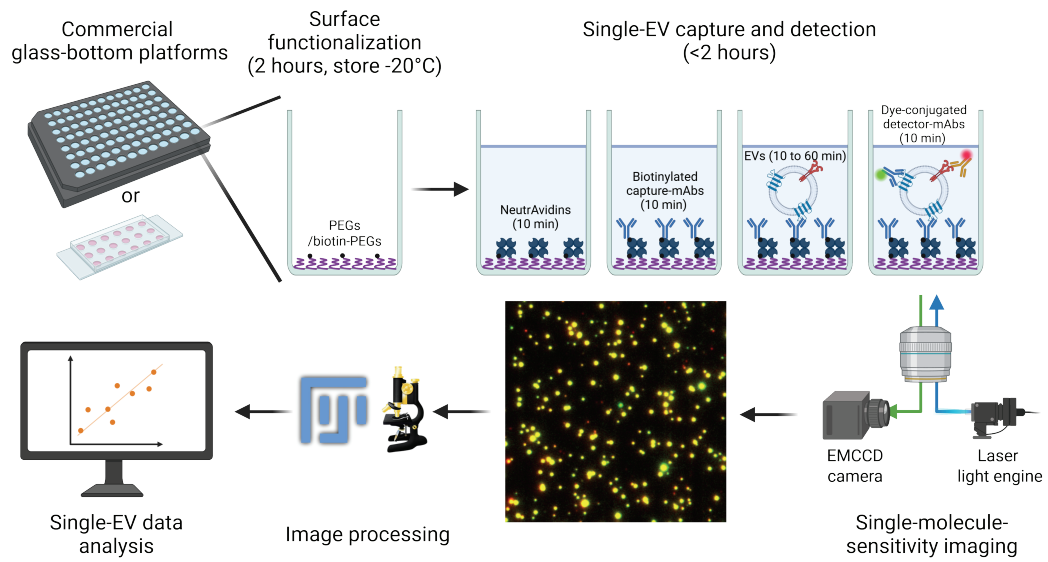 Commercial
glass-bottom platforms
or
Surface
functionalization
(2 hours, store -20°C)
PEGs
/biotin-PEGs
Single-EV capture and detection
(<2 hours)
NeutrAvidins
(10 min)
Biotinylated
capture-mAbs
(10 min)
EVs (10 to 60 min)
Dye-conjugated
detector-mAbs
(10 min)
EMCCD
camera
Laser
light engine
Single-molecule-
sensitivity imaging
Image processing
Single-EV data
analysis